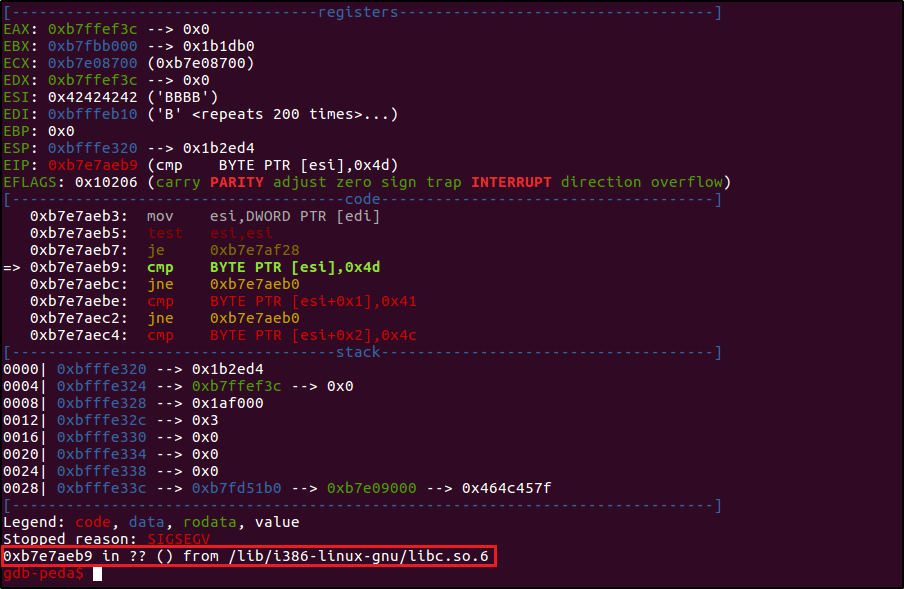 [----------------------------------registers-----------------------------------]
EAX: 0xb7ffef3c --> 0x0
EBX: 0xb7fbb000 --> 0x1b1db0
ECX: 0xb7e08700 (0xb7e08700)
EDX: 0xb7ffef3c --> 0x0
ESI: 0x42424242 ('BBBB')
EDI: 0xbfffeb10 ('B' <repeats 200 times>...)
EBP: 0x0
ESP: 0xbfffe320 --> 0x1b2ed4
EIP: 0xb7e7aeb9 (cmp    BYTE PTR [esi],0x4d)
EFLAGS: 0x10206 (carry PARITY adjust zero sign trap INTERRUPT direction overflow)
[-------------------------------------code-------------------------------------]
   0xb7e7aeb3: mov    esi,DWORD PTR [edi]
   0xb7e7aeb5: test   esi,esi
   0xb7e7aeb7: je     0xb7e7af28
=> 0xb7e7aeb9: cmp    BYTE PTR [esi],0x4d
   0xb7e7aebc: jne    0xb7e7aeb0
   0xb7e7aebe: cmp    BYTE PTR [esi+0x1],0x41
   0xb7e7aec2: jne    0xb7e7aeb0
   0xb7e7aec4: cmp    BYTE PTR [esi+0x2],0x4c
[------------------------------------stack-------------------------------------]
0000| 0xbfffe320 --> 0x1b2ed4
0004| 0xbfffe324 --> 0xb7ffef3c --> 0x0
0008| 0xbfffe328 --> 0x1af000
0012| 0xbfffe32c --> 0x3
0016| 0xbfffe330 --> 0x0
0020| 0xbfffe334 --> 0x0
0024| 0xbfffe338 --> 0x0
0028| 0xbfffe33c --> 0xb7fd51b0 --> 0xb7e09000 --> 0x464c457f
[------------------------------------------------------------------------------]
Legend: code, data, rodata, value
Stopped reason: SIGSEGV
0xb7e7aeb9 in ?? () from /lib/i386-linux-gnu/libc.so.6
gdb-peda$